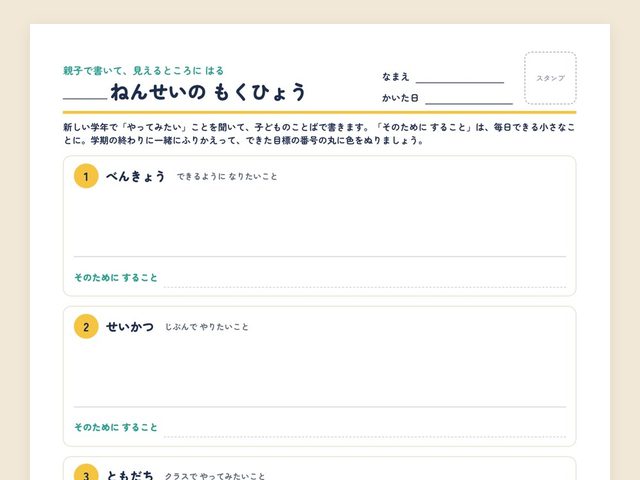 親子で書いて、見えるところに はる
ねんせいの もくひょう
なまえ
かいた日
スタンプ
新しい学年で「やってみたい」ことを聞いて、子どものことばで書きます。「そのために すること」は、毎日できる小さなこ
とに。学期の終わりに一緒にふりかえって、できた目標の番号の丸に色をぬりましょう。
1 べんきょう できるように なりたいこと
そのために すること
2 せいかつ じぶんで やりたいこと
そのために すること
3 ともだち クラスで やってみたいこと